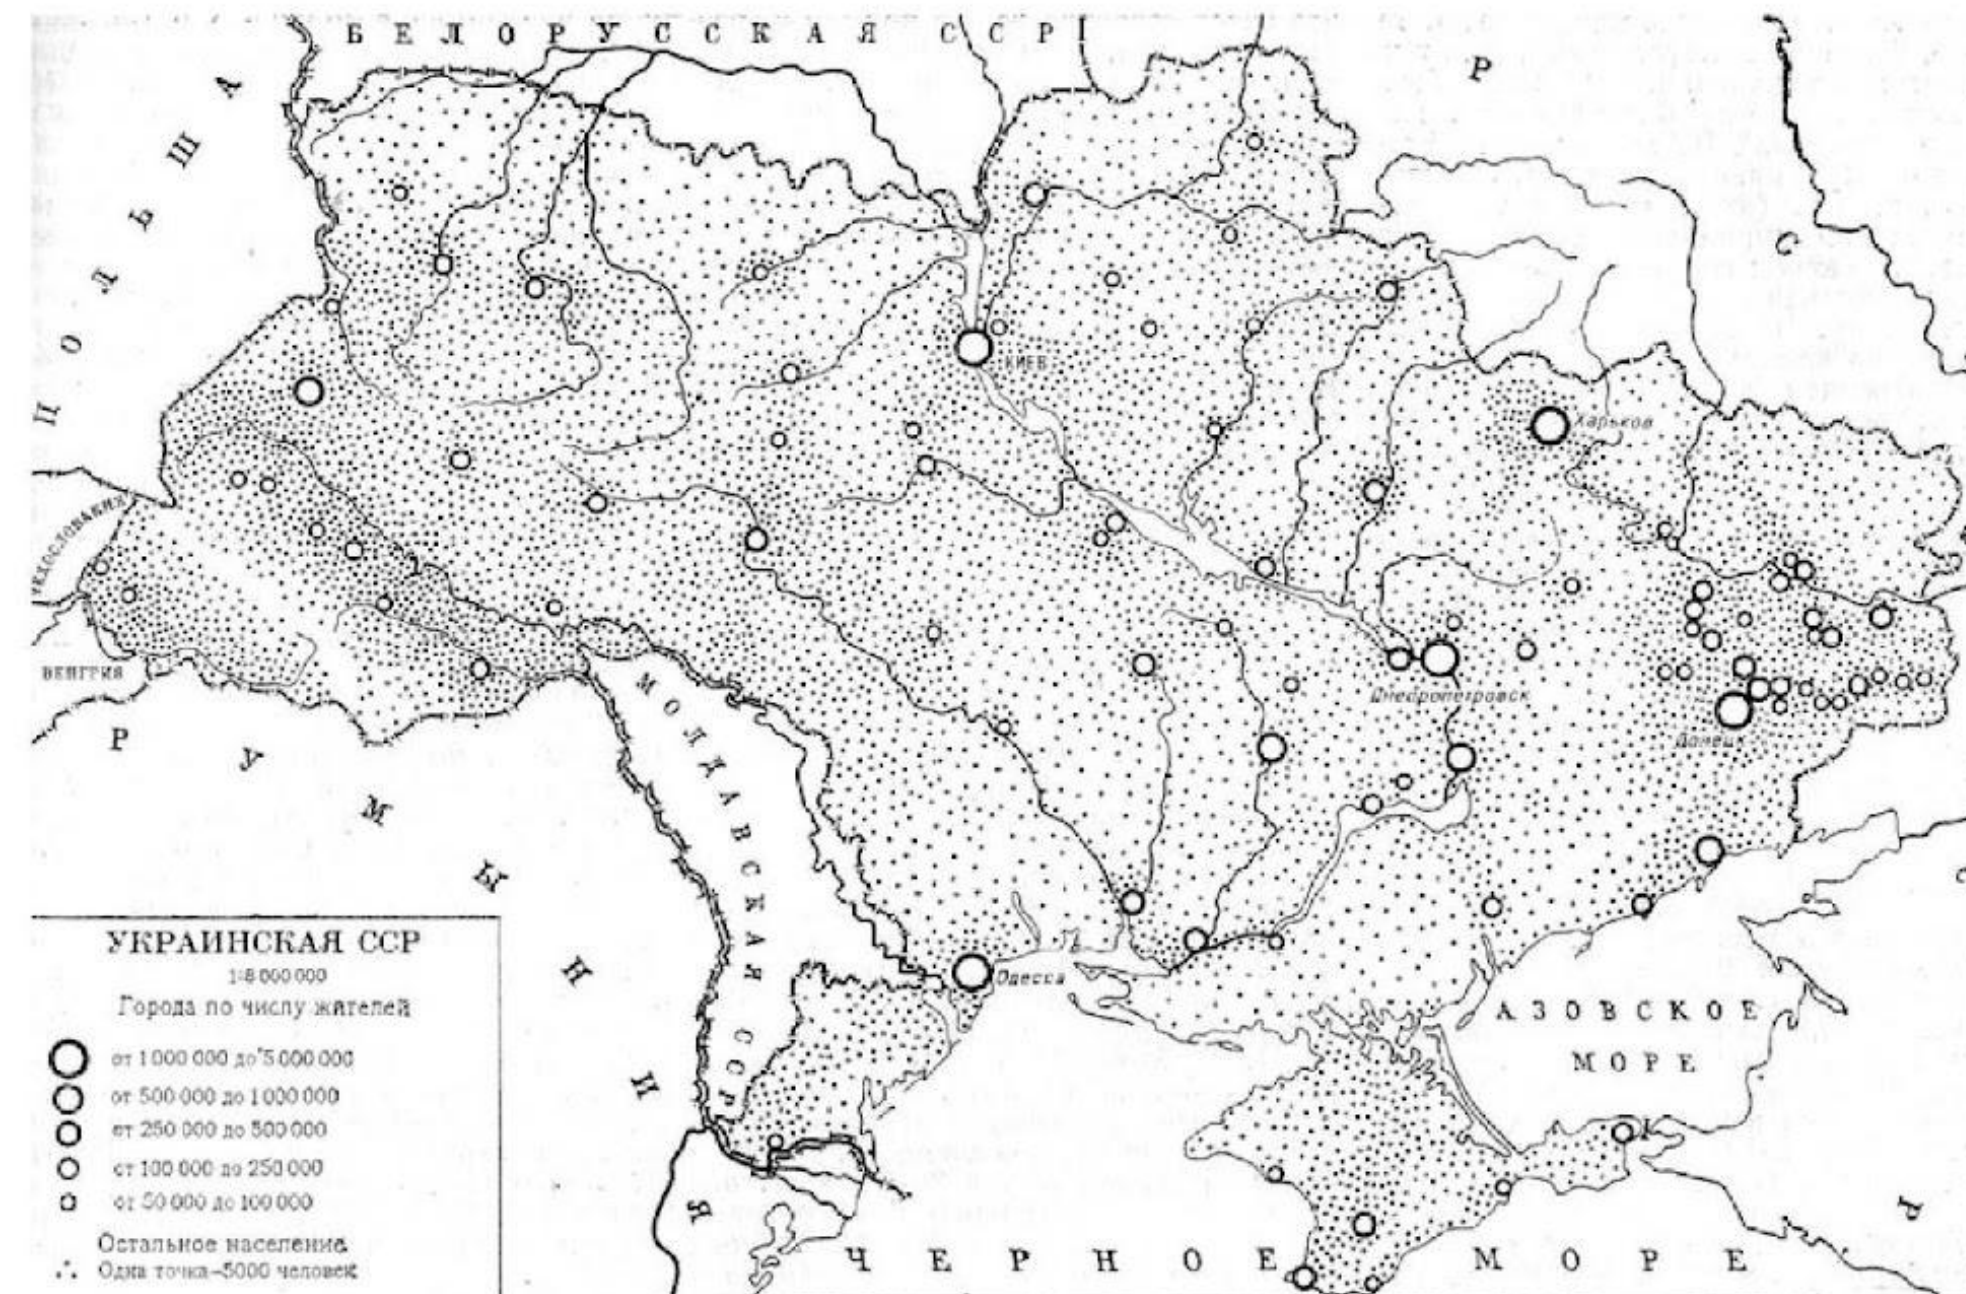 БЕЛОРУССКАЯ ССР
ПОЛЬША
Р
С
КИЕВ
Харьков
ЧЕХОСЛОВАКИЯ
ВЕНГРИЯ
РУМЫНИЯ
МОЛДАВСКАЯ ССР
Днепропетровск
Донецк
Одесса
АЗОВСКОЕ
МОРЕ
Р
ЧЕРНОЕ МОРЕ
УКРАИНСКАЯ ССР
1:8 000 000
Города по числу жителей
от 1 000 000 до 5 000 000
от 500 000 до 1 000 000
от 250 000 до 500 000
от 100 000 до 250 000
от 50 000 до 100 000
Остальное население
Одна точка-5000 человек